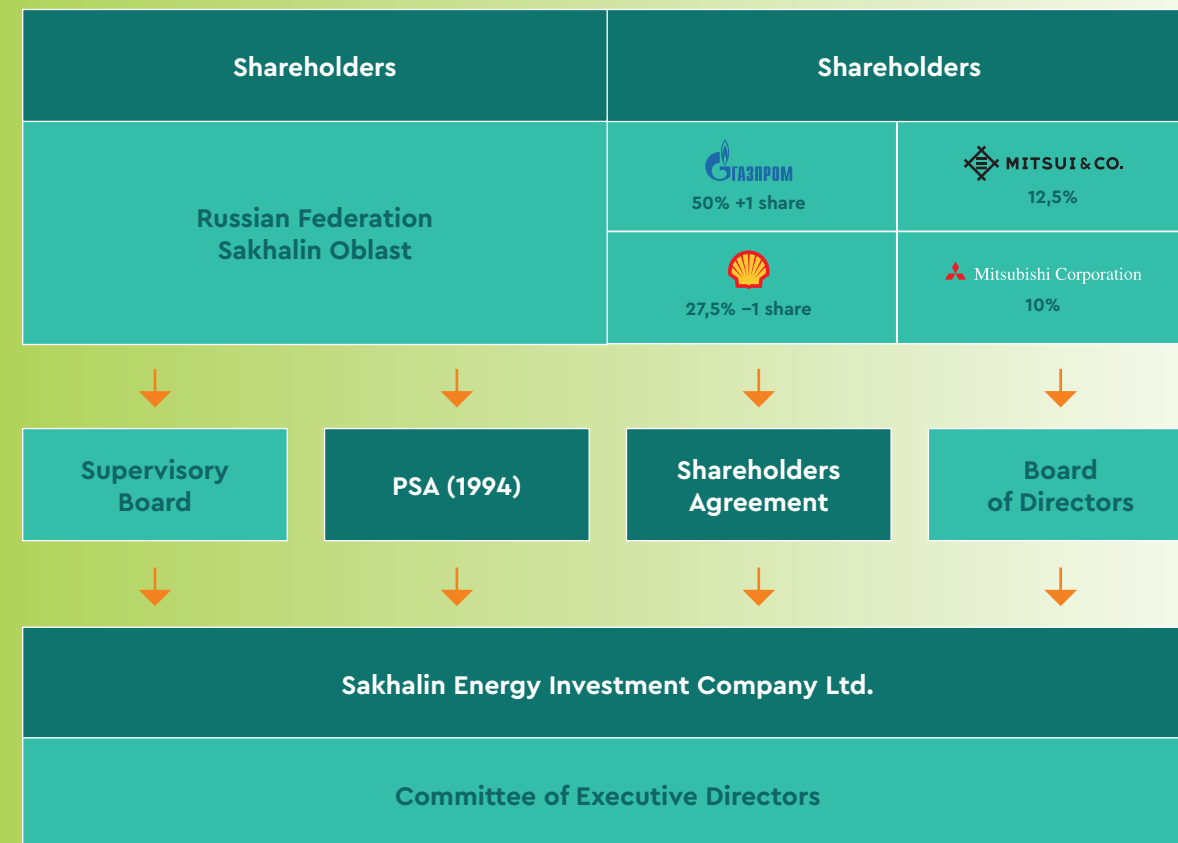 Shareholders
Shareholders
Russian Federation
Sakhalin Oblast
ГАЗПРОМ
50% +1 share
MITSUI & CO.
12,5%
27,5% –1 share
Mitsubishi Corporation
10%
Supervisory
Board
PSA (1994)
Shareholders
Agreement
Board
of Directors
Sakhalin Energy Investment Company Ltd.
Committee of Executive Directors